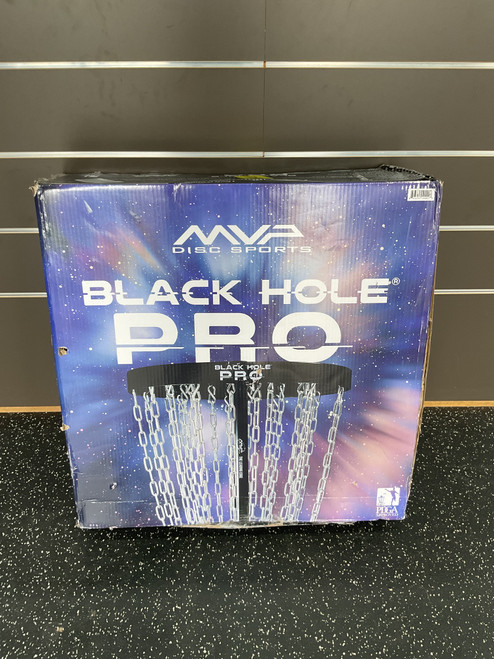 MVP
DISC SPORTS
BLACK HOLE®
PRO
BLACK HOLE
PRO
PDGA